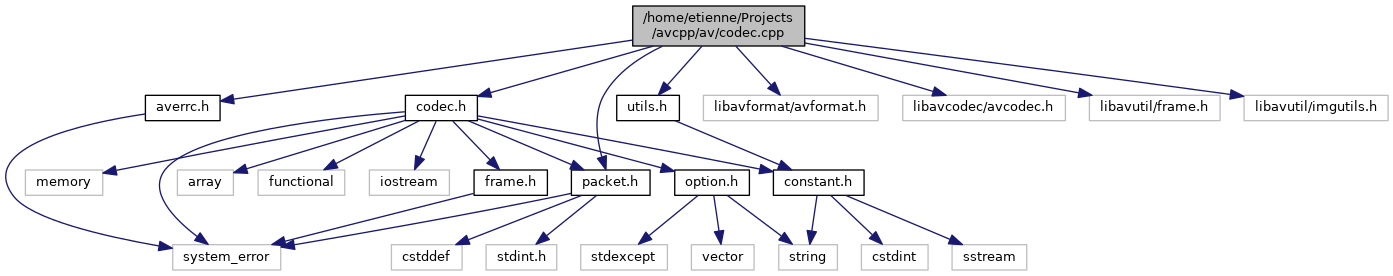 /home/etienne/Projects
/avcpp/av/codec.cpp
averrc.h
codec.h
utils.h
libavformat/avformat.h
libavcodec/avcodec.h
libavutil/frame.h
libavutil/imgutils.h
memory
array
functional
iostream
frame.h
packet.h
option.h
constant.h
system_error
cstddef
stdint.h
stdexcept
vector
string
cstdint
sstream